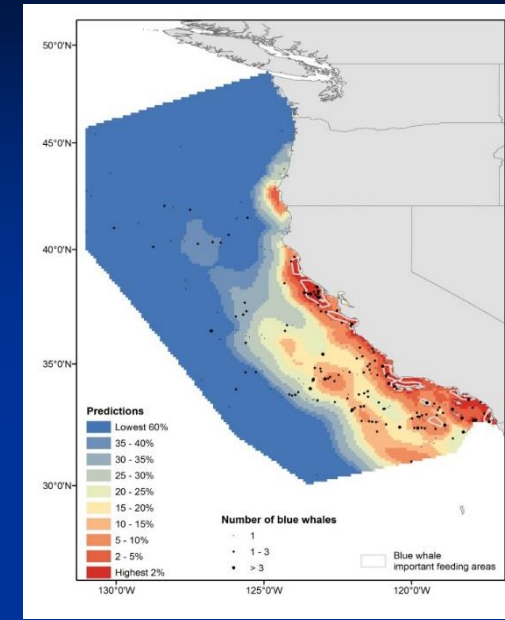 50°0'N
45°0'N
40°0'N
35°0'N
30°0'N
Predictions
Lowest 60%
35 - 40%
30 - 35%
25 - 30%
20 - 25%
15 - 20%
10 - 15%
5 - 10%
2 - 5%
Highest 2%
Number of blue whales
1
1 - 3
> 3
Blue whale
important feeding areas
130°0'W
125°0'W
120°0'W